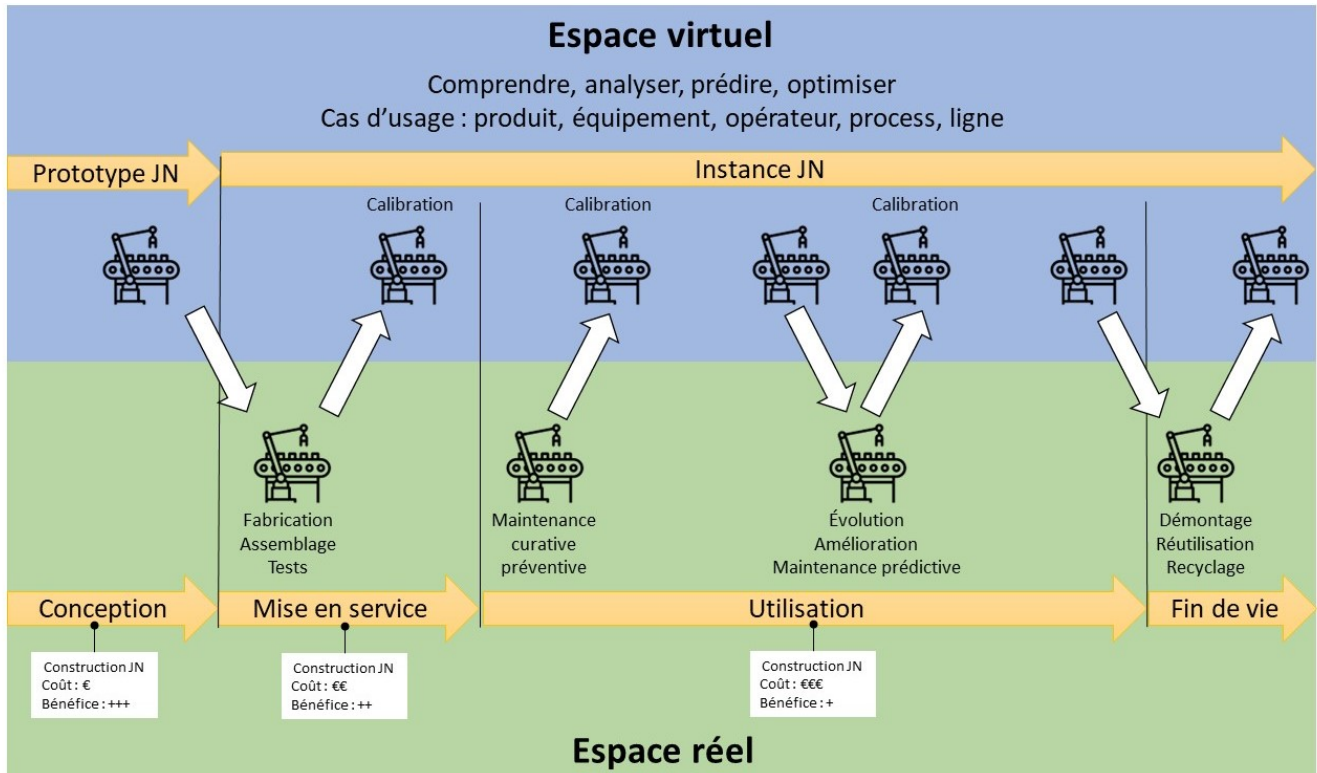 Espace virtuel
Comprendre, analyser, prédire, optimiser
Cas d'usage : produit, équipement, opérateur, process, ligne
Prototype JN
Instance JN
Calibration
Calibration
Calibration
Fabrication
Assemblage
Tests
Maintenance
curative
préventive
Évolution
Amélioration
Maintenance prédictive
Démontage
Réutilisation
Recyclage
Conception
Mise en service
Utilisation
Fin de vie
Construction JN
Coût : €
Bénéfice : +++
Construction JN
Coût : €€
Bénéfice : ++
Construction JN
Coût : €€€
Bénéfice : +
Espace réel